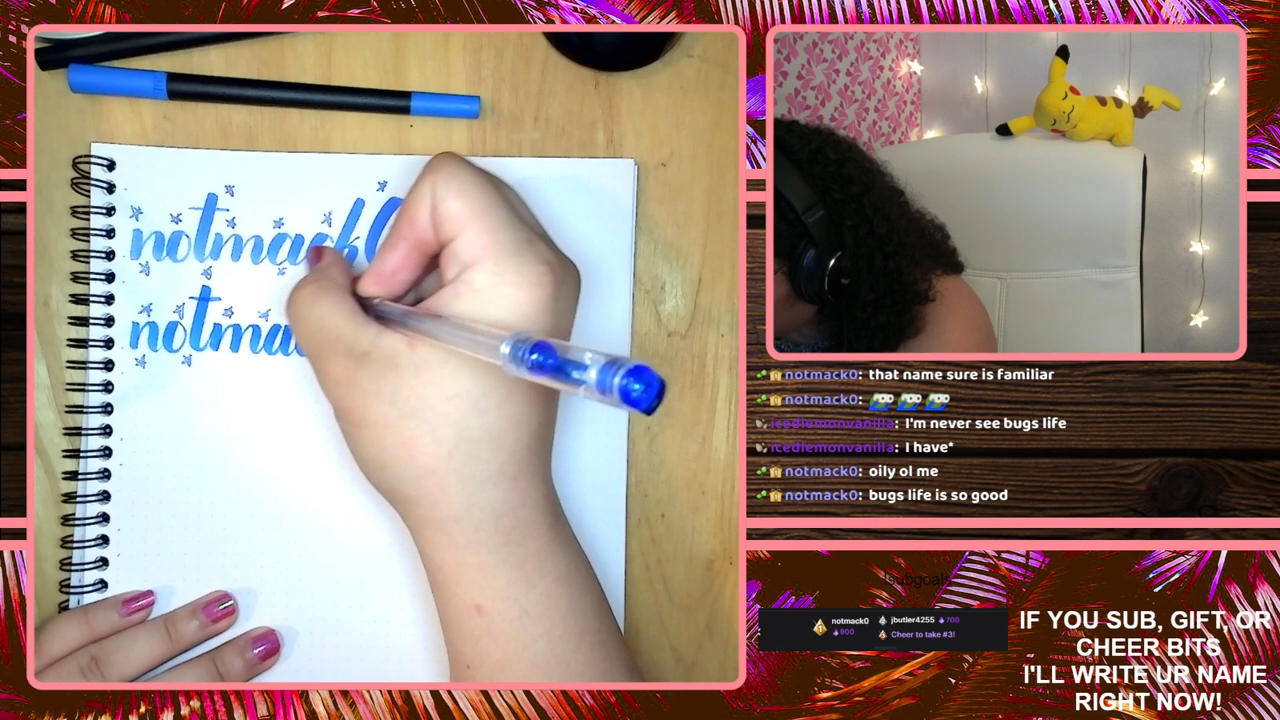 notmack0
notma
notmack0: that name sure is familiar
notmack0:
icedlemonvanilla: I'm never see bugs life
icedlemonvanilla: I have*
notmack0: oily ol me
notmack0: bugs life is so good
!subgoals
1 notmack0 900
jbutler4255 700
Cheer to take #3!
IF YOU SUB, GIFT, OR
CHEER BITS
I'LL WRITE UR NAME
RIGHT NOW!